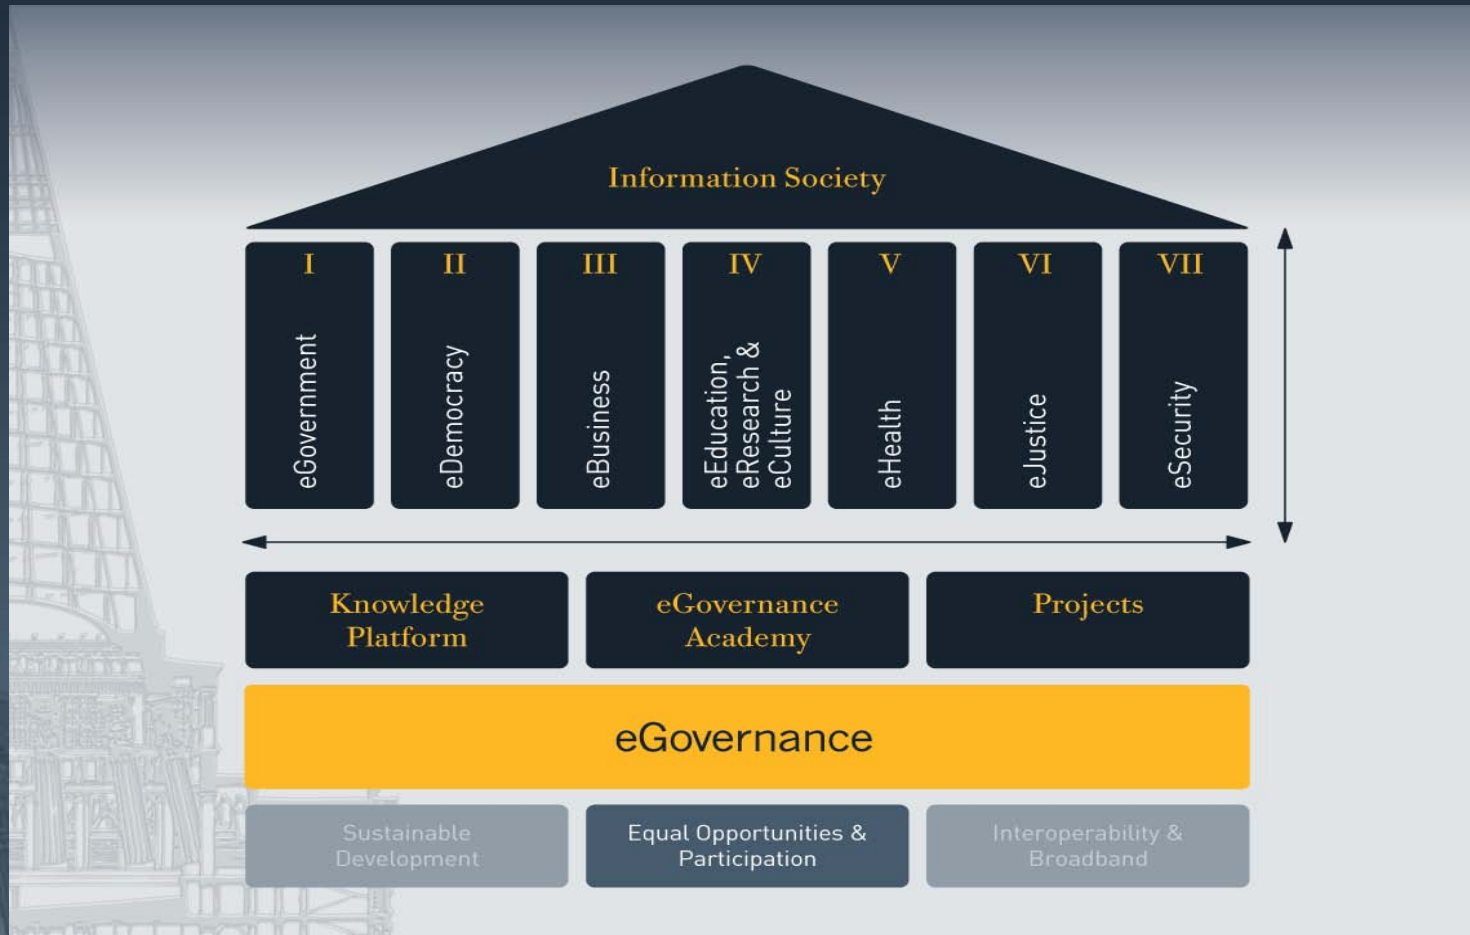 Information Society
I
eGovernment
II
eDemocracy
III
eBusiness
IV
eEducation,
eResearch &
eCulture
V
eHealth
VI
eJustice
VII
eSecurity
Knowledge
Platform
eGovernance
Academy
Projects
eGovernance
Sustainable
Development
Equal Opportunities &
Participation
Interoperability &
Broadband